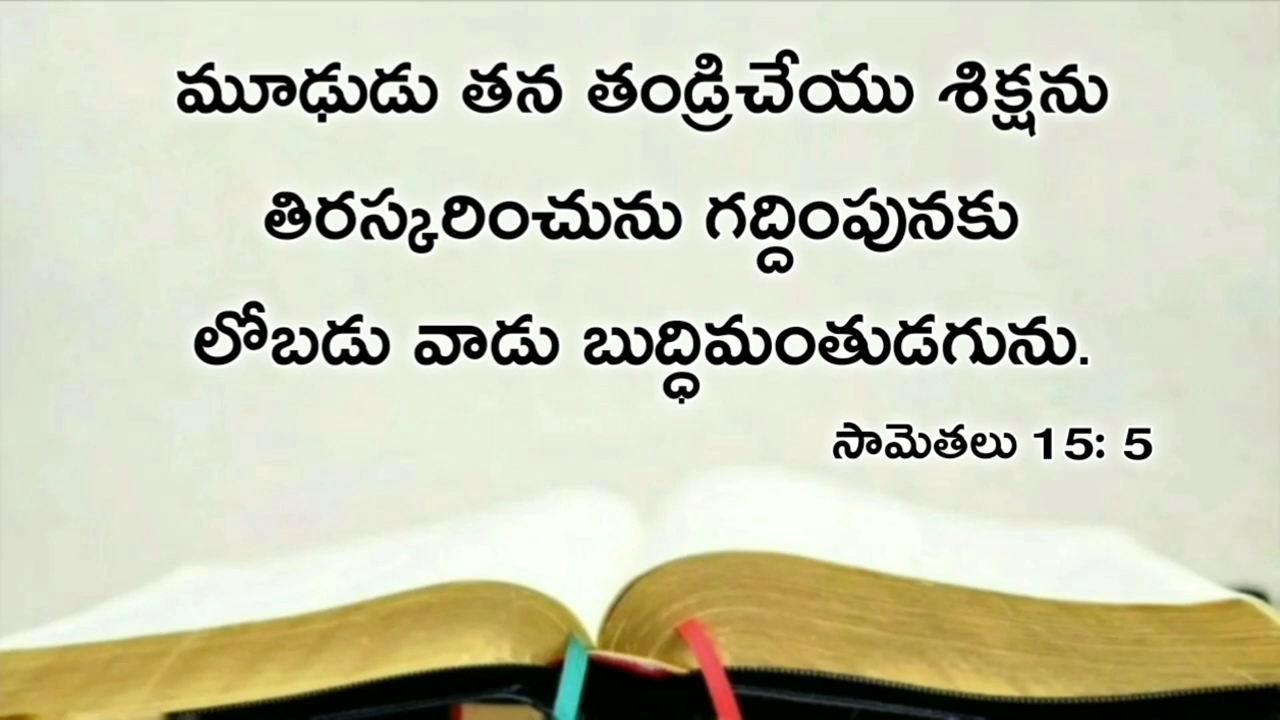 మూఢుడు తన తండ్రిచేయు శిక్షను
తిరస్కరించును గద్దింపునకు
లోబడు వాడు బుద్ధిమంతుడగును.
సామెతలు 15: 5